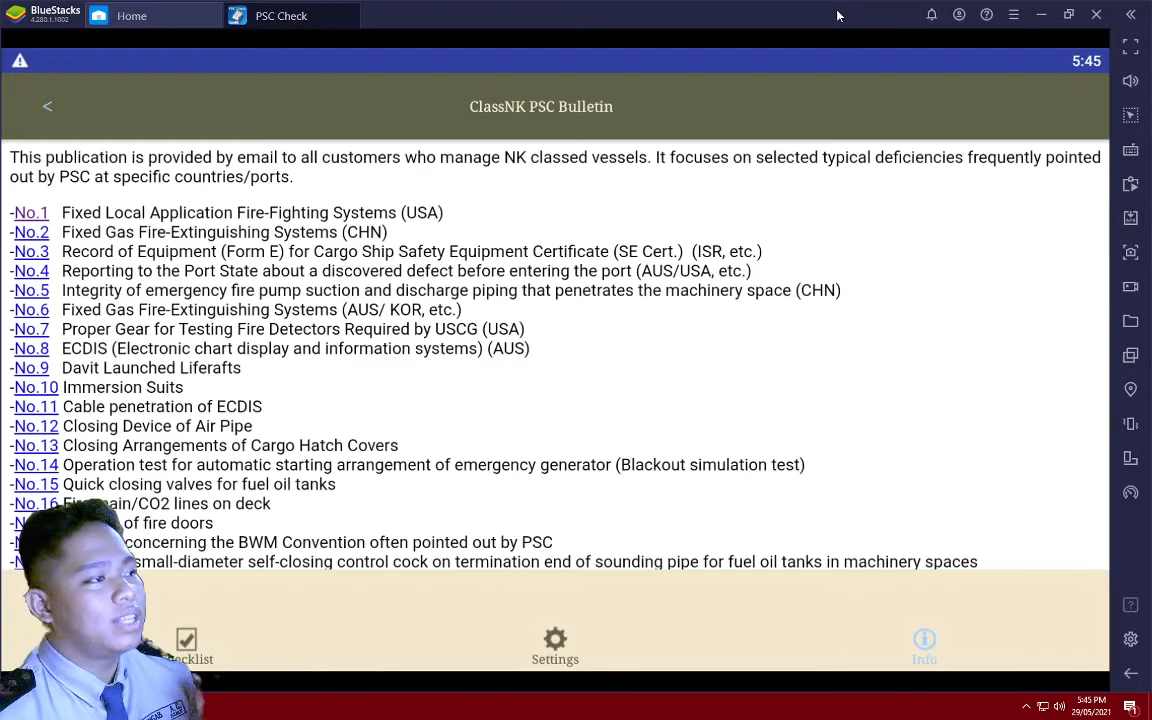 BlueStacks
4.280.1.1002
Home
PSC Check
5:45
<
ClassNK PSC Bulletin
This publication is provided by email to all customers who manage NK classed vessels. It focuses on selected typical deficiencies frequently pointed
out by PSC at specific countries/ports.
-No.1 Fixed Local Application Fire-Fighting Systems (USA)
-No.2 Fixed Gas Fire-Extinguishing Systems (CHN)
-No.3 Record of Equipment (Form E) for Cargo Ship Safety Equipment Certificate (SE Cert.) (ISR, etc.)
-No.4 Reporting to the Port State about a discovered defect before entering the port (AUS/USA, etc.)
-No.5 Integrity of emergency fire pump suction and discharge piping that penetrates the machinery space (CHN)
-No.6 Fixed Gas Fire-Extinguishing Systems (AUS/ KOR, etc.)
-No.7 Proper Gear for Testing Fire Detectors Required by USCG (USA)
-No.8 ECDIS (Electronic chart display and information systems) (AUS)
-No.9 Davit Launched Liferafts
-No.10 Immersion Suits
-No.11 Cable penetration of ECDIS
-No.12 Closing Device of Air Pipe
-No.13 Closing Arrangements of Cargo Hatch Covers
-No.14 Operation test for automatic starting arrangement of emergency generator (Blackout simulation test)
-No.15 Quick closing valves for fuel oil tanks
-No.16 main/CO2 lines on deck
of fire doors
concerning the BWM Convention often pointed out by PSC
small-diameter self-closing control cock on termination end of sounding pipe for fuel oil tanks in machinery spaces
Settings
Info
5:45 PM
29/05/2021